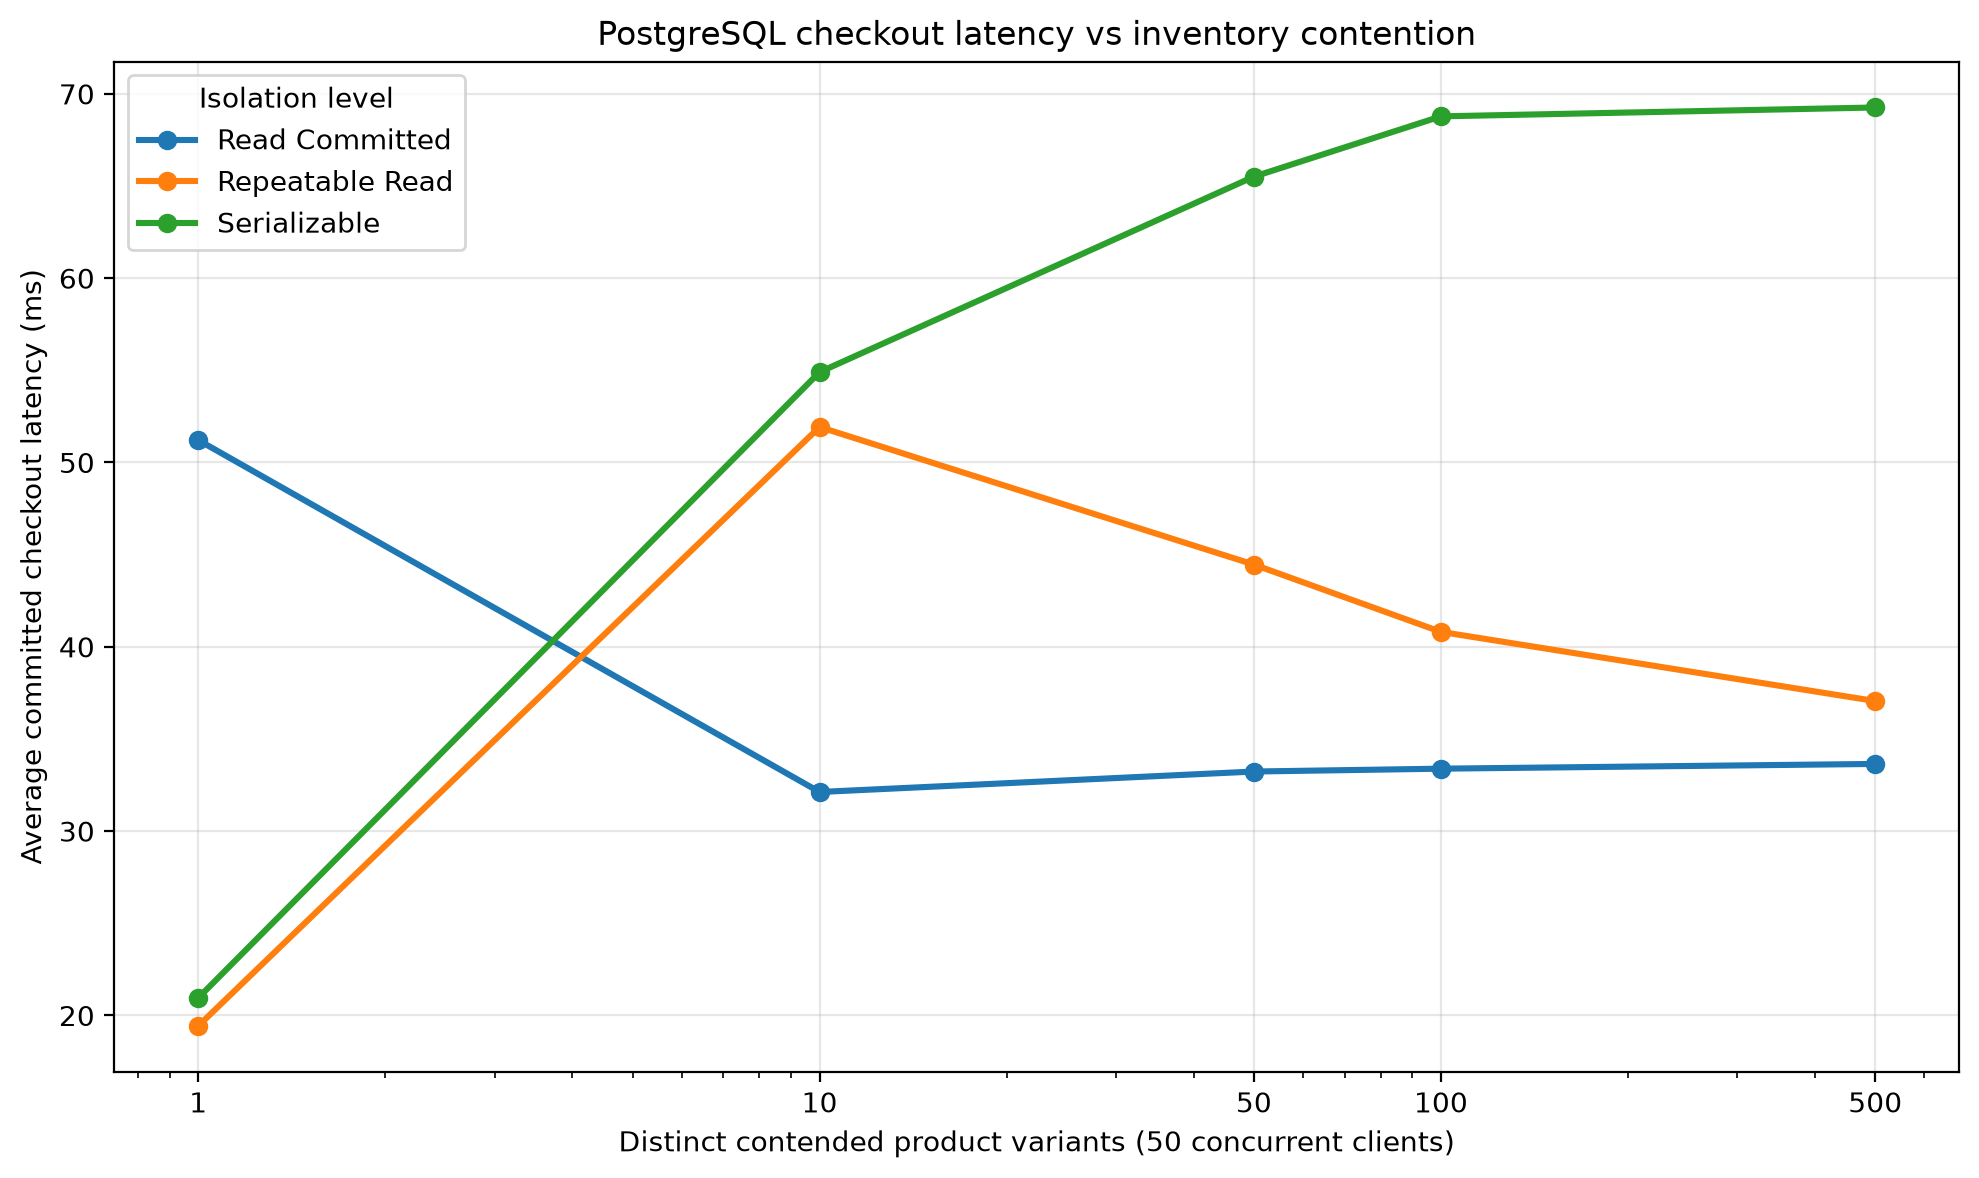 PostgreSQL checkout latency vs inventory contention
Isolation level
Read Committed
Repeatable Read
Serializable
Average committed checkout latency (ms)
70
60
50
40
30
20
1 10 50 100 500
Distinct contended product variants (50 concurrent clients)